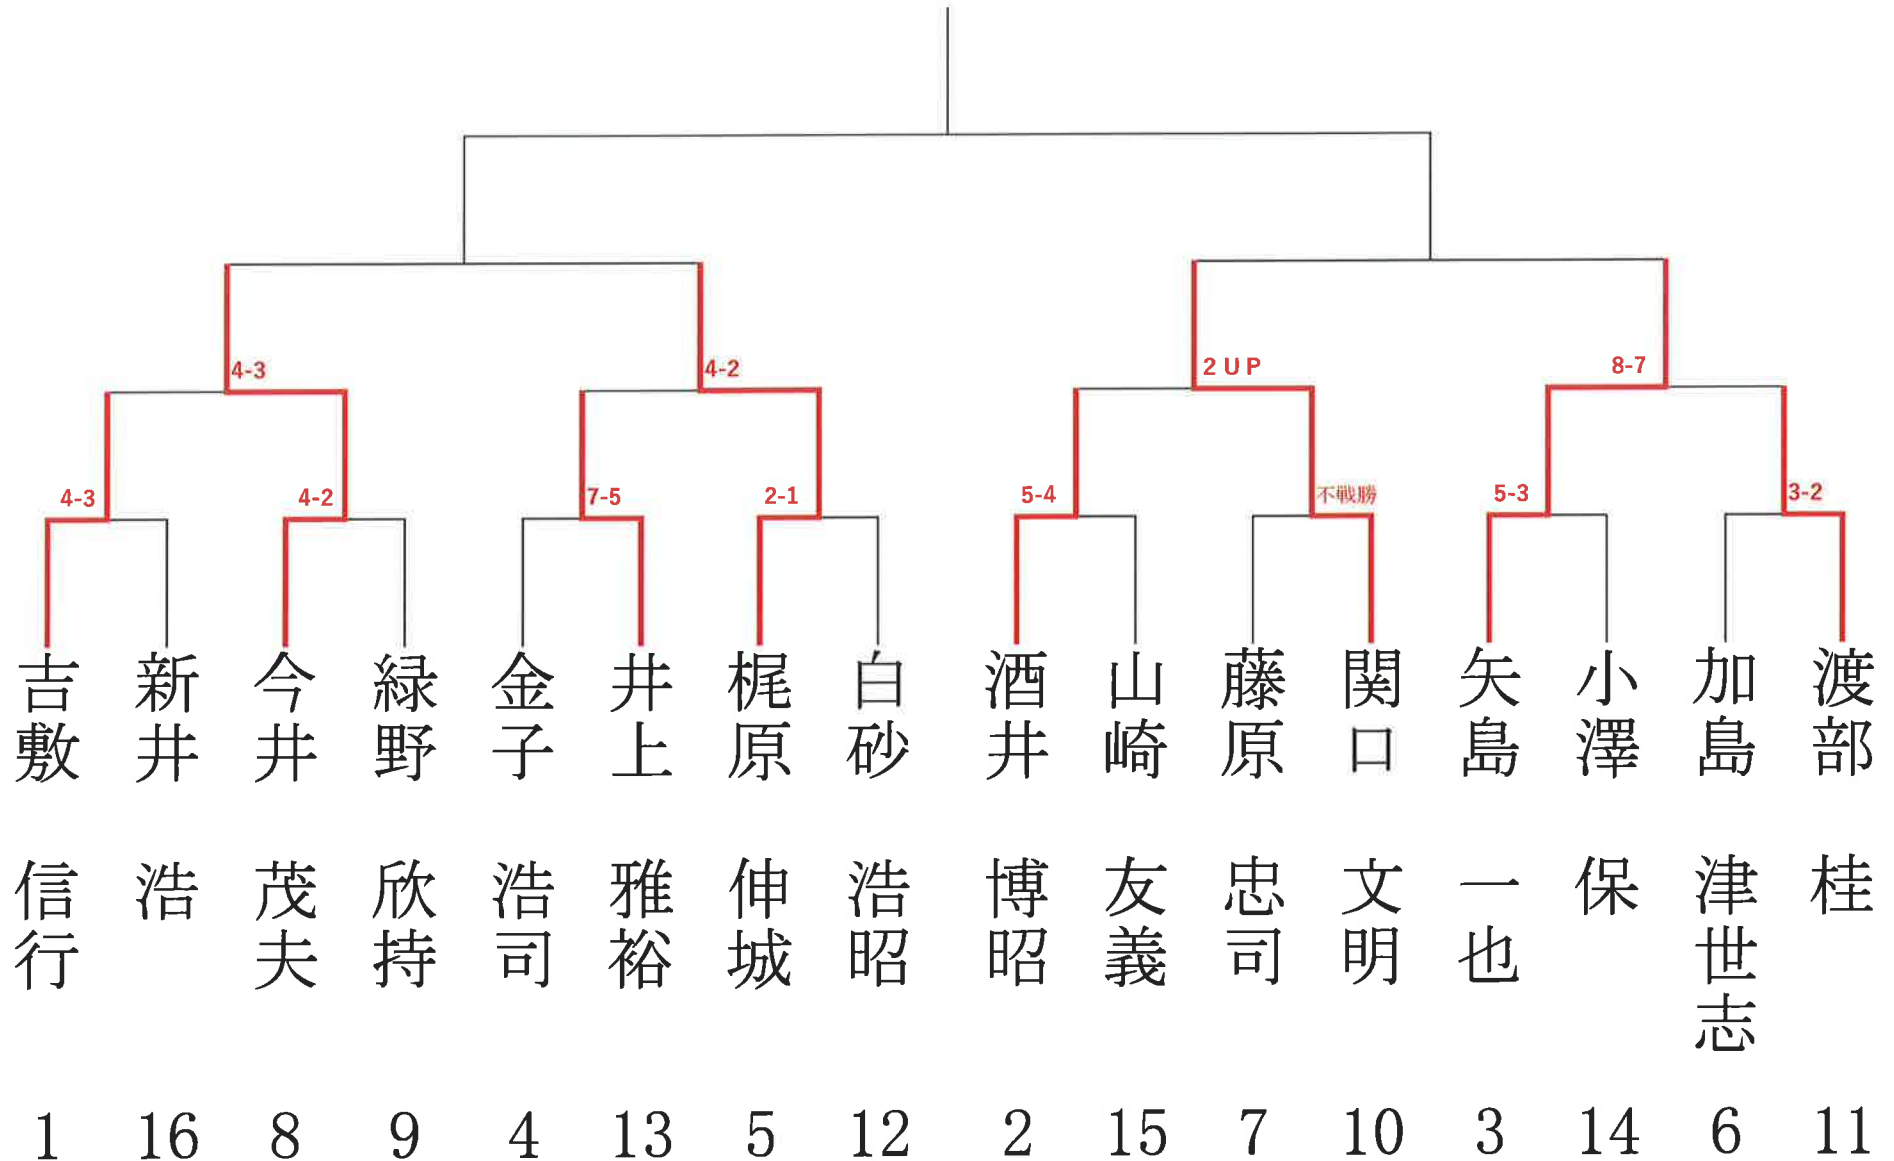 4-3
4-2
2 U P
8-7
4-3
4-2
7-5
2-1
5-4
不戦勝
5-3
3-2
吉敷 信行
新井 浩
今井 茂夫
緑野 欣持
金子 浩司
井上 雅裕
梶原 伸城
白砂 浩昭
酒井 博昭
山崎 友義
藤原 忠司
関口 文明
矢島 一也
小澤 保
加島 津世志
渡部 桂
1 16 8 9 4 13 5 12 2 15 7 10 3 14 6 11